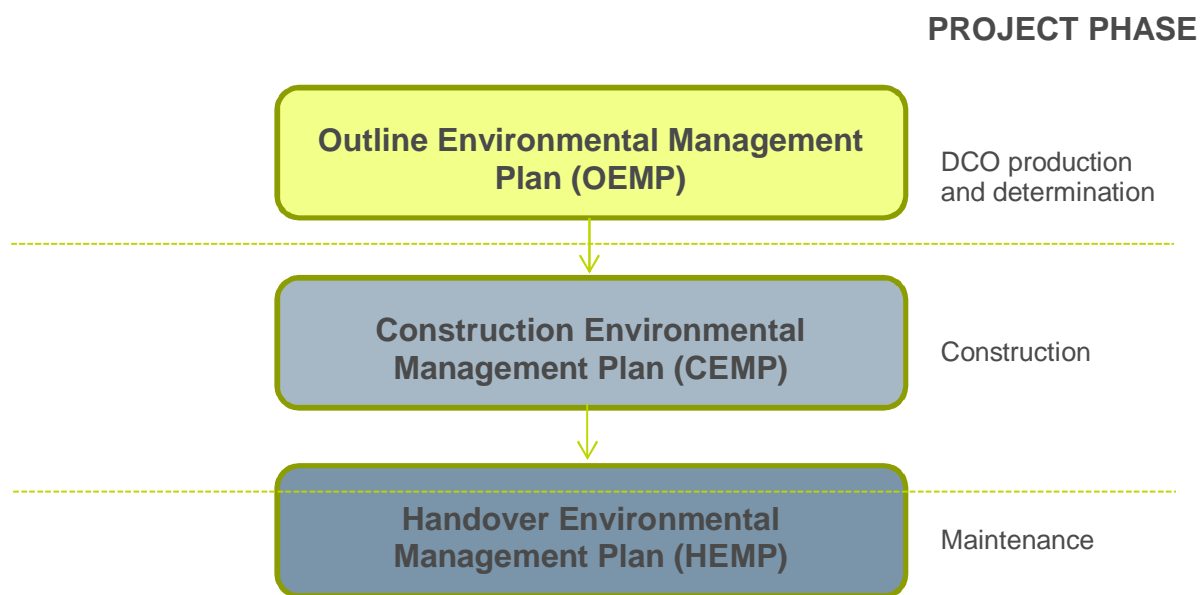 PROJECT PHASE
Outline Environmental Management
Plan (OEMP)
DCO production
and determination
Construction Environmental
Management Plan (CEMP)
Construction
Handover Environmental
Management Plan (HEMP)
Maintenance